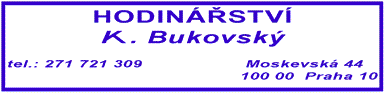 HODINÁŘSTVÍ
K. Bukovský
tel.: 271 721 309 Moskevská 44
100 00 Praha 10